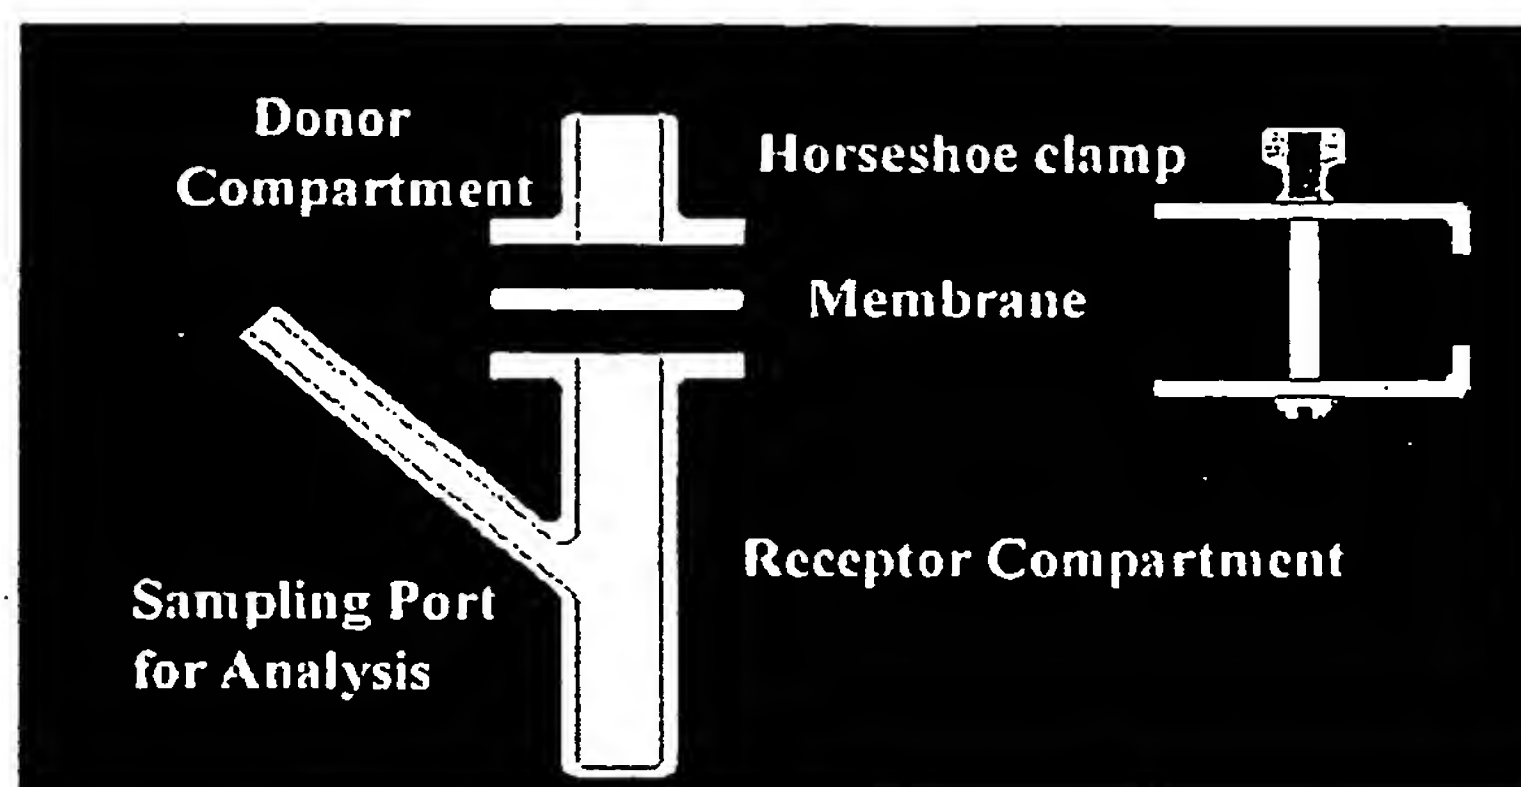 Donor
Compartment
Horseshoe clamp
Membrane
Receptor Compartment
Sampling Port
for Analysis